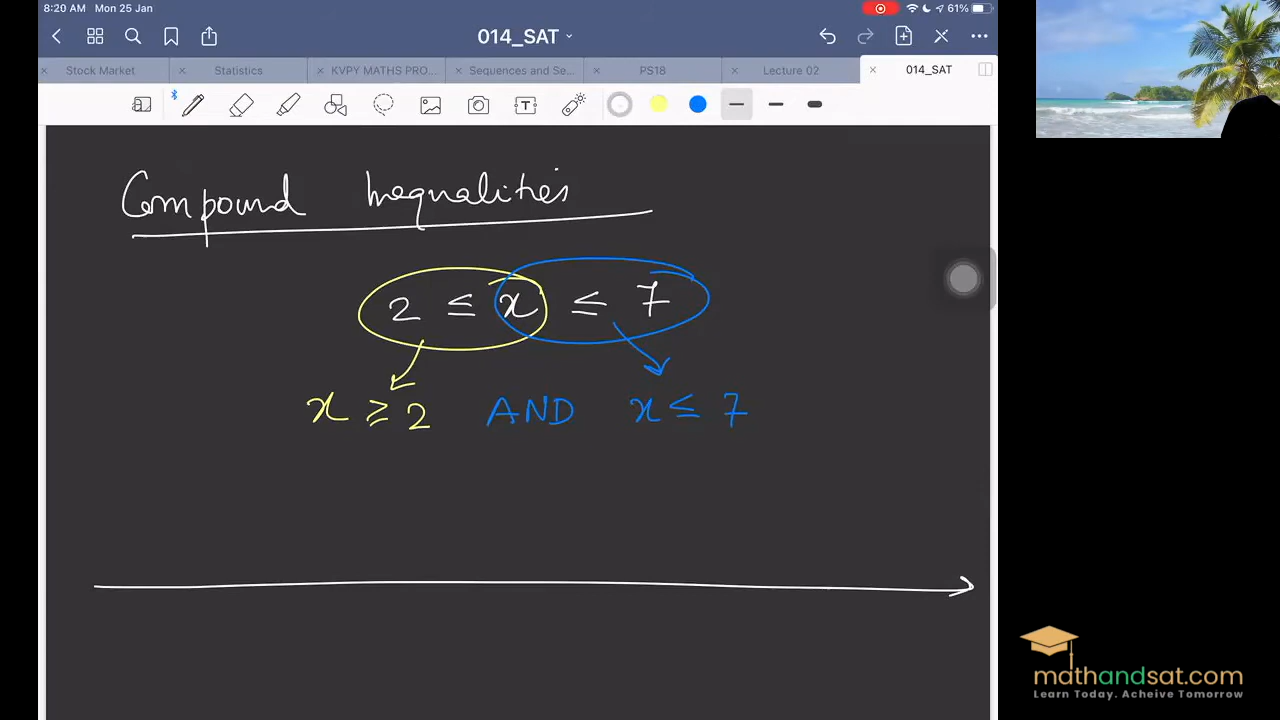 8:20 AM Mon 25 Jan
61%
014_SAT
Stock Market
Statistics
KVPY MATHS PRO...
Sequences and Se...
PS18
Lecture 02
014_SAT
T
Compound Inequalities
2 ≤ x ≤ 7
x ≥ 2 AND x ≤ 7
mathandsat.com
Learn Today. Acheive Tomorrow